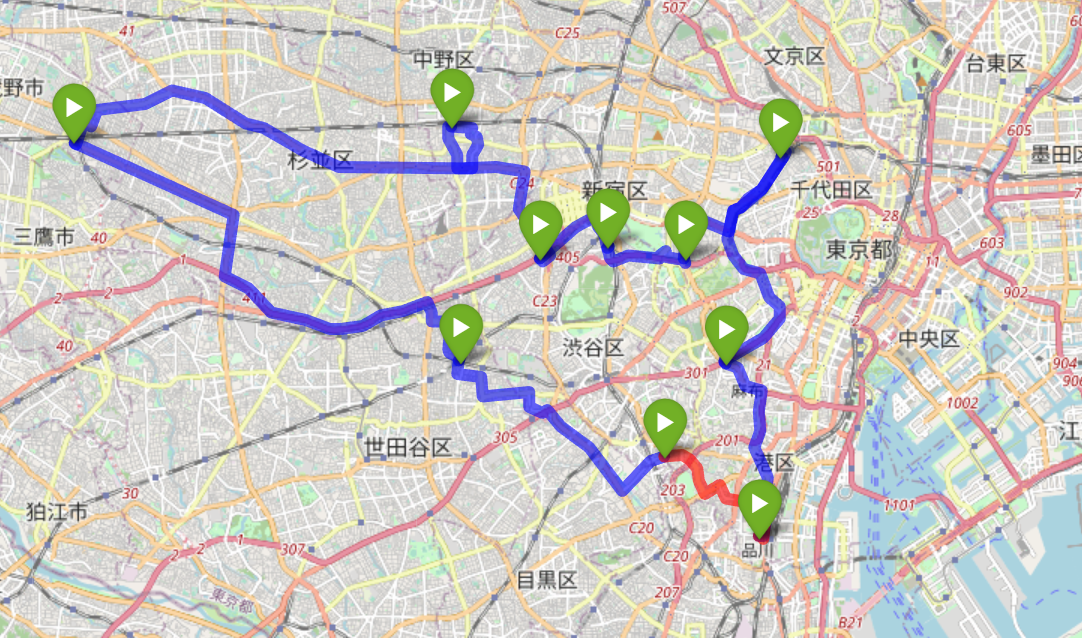 507
41
C25
中野区
文京区
台東区
野市
605
杉並区
501
墨田区
C24
新宿区
千代田区
25
28
三鷹市
40
405
東京都
603
1
11
2
2
411
C23
902
2
40
渋谷区
中央区
301
21
904
麻布
906
1002
305
世田谷区
201
港区
江
30
203
狛江市
1101
C20
1
307
2
2
品川
C20
目黒区
207
東京都
B21